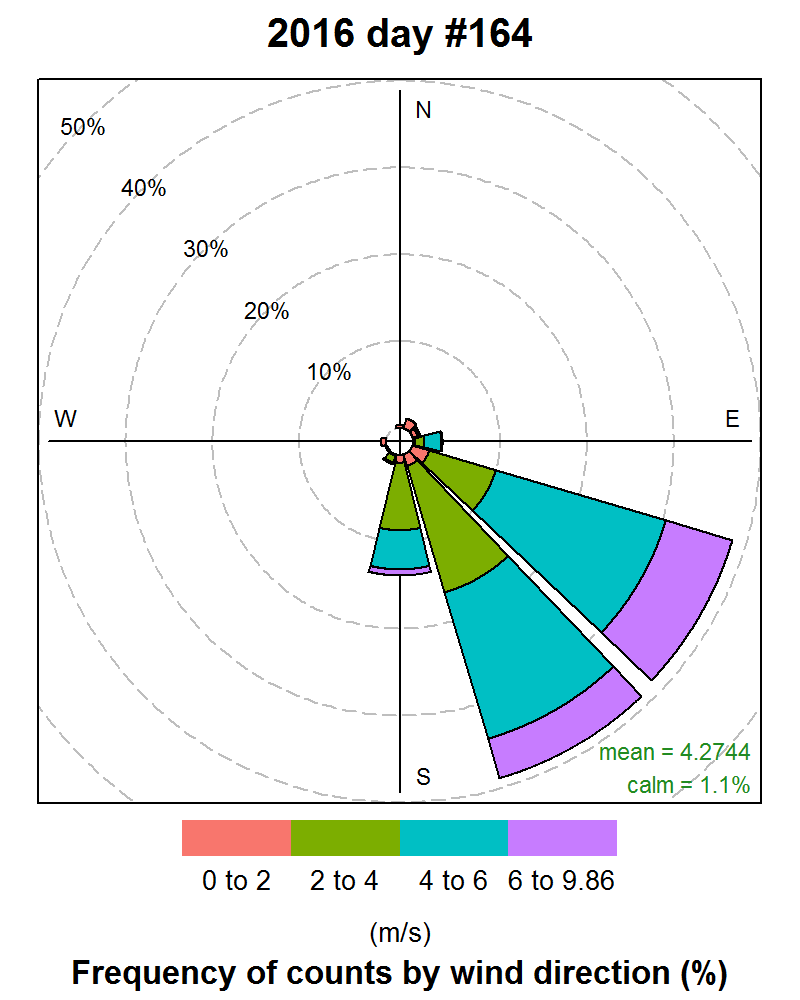 2016 day #164
50%
N
40%
30%
20%
10%
W
E
mean = 4.2744
S
calm = 1.1%
0 to 2
2 to 4
4 to 6
6 to 9.86
(m/s)
Frequency of counts by wind direction (%)